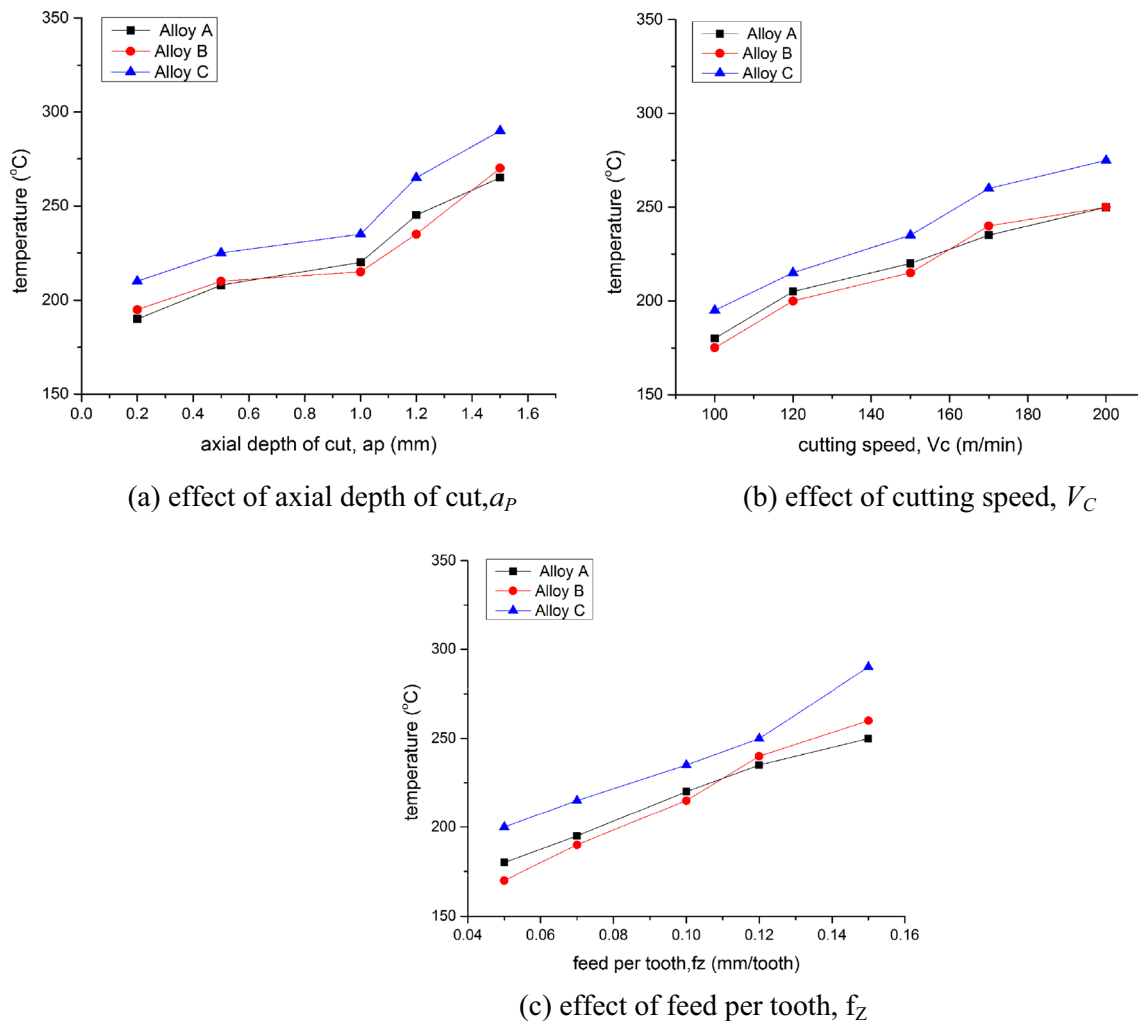 Alloy A
Alloy B
Alloy C
350
300
250
200
150
temperature (°C)
0.0 0.2 0.4 0.6 0.8 1.0 1.2 1.4 1.6
axial depth of cut, ap (mm)
(a) effect of axial depth of cut,aP
Alloy A
Alloy B
Alloy C
350
300
250
200
150
temperature (°C)
100 120 140 160 180 200
cutting speed, Vc (m/min)
(b) effect of cutting speed, VC
Alloy A
Alloy B
Alloy C
350
300
250
200
150
temperature (°C)
0.04 0.06 0.08 0.10 0.12 0.14 0.16
feed per tooth,fz (mm/tooth)
(c) effect of feed per tooth, fZ